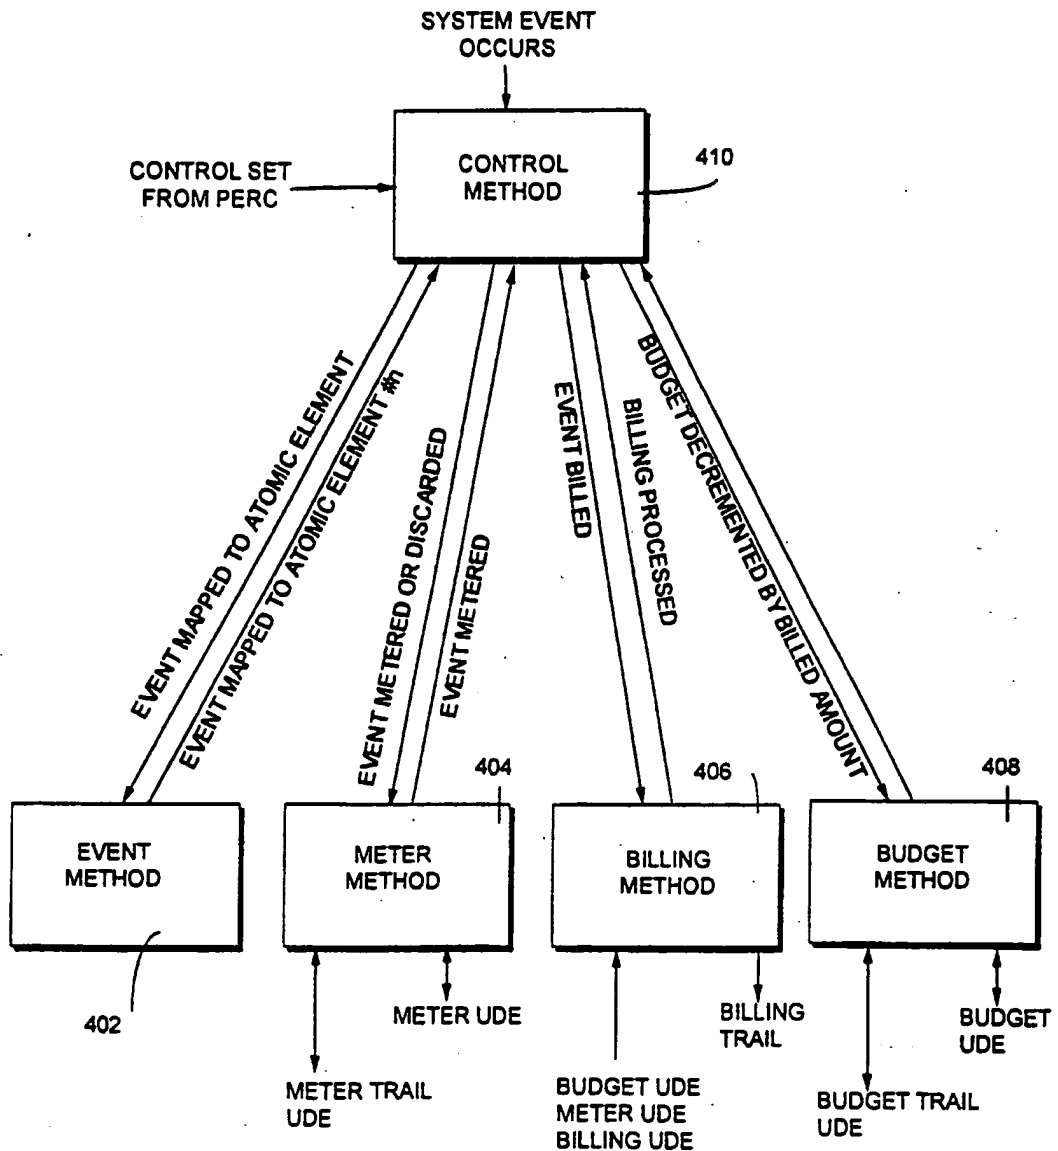 SYSTEM EVENT
OCCURS
CONTROL SET
FROM PERC
CONTROL
METHOD
410
EVENT MAPPED TO ATOMIC ELEMENT
EVENT MAPPED TO ATOMIC ELEMENT #n
EVENT METERED OR DISCARDED
EVENT METERED
EVENT BILLED
BILLING PROCESSED
BUDGET DECREMENTED BY BILLED AMOUNT
EVENT
METHOD
402
404
METER
METHOD
406
BILLING
METHOD
408
BUDGET
METHOD
METER UDE
METER TRAIL
UDE
BILLING
TRAIL
BUDGET UDE
METER UDE
BILLING UDE
BUDGET
UDE
BUDGET TRAIL
UDE